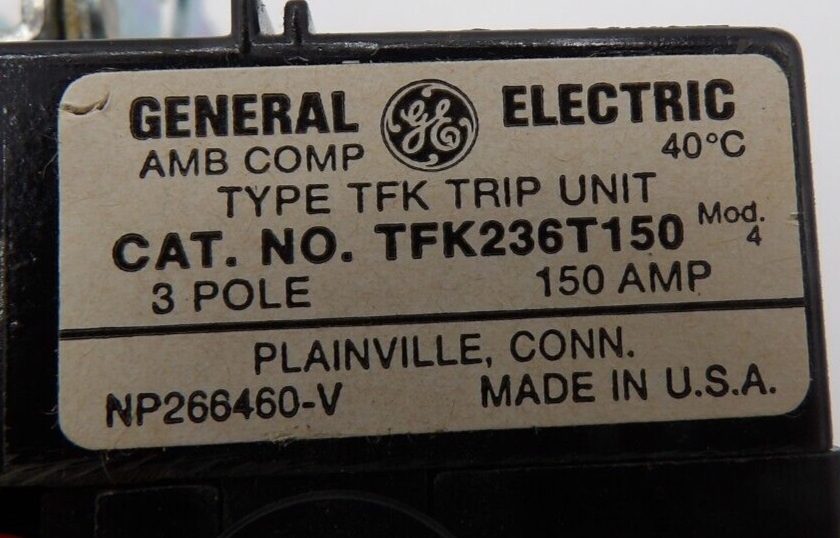 GENERAL GE ELECTRIC
AMB COMP 40°C
TYPE TFK TRIP UNIT
CAT. NO. TFK236T150 Mod. 4
3 POLE 150 AMP
PLAINVILLE, CONN.
NP266460-V MADE IN U.S.A.